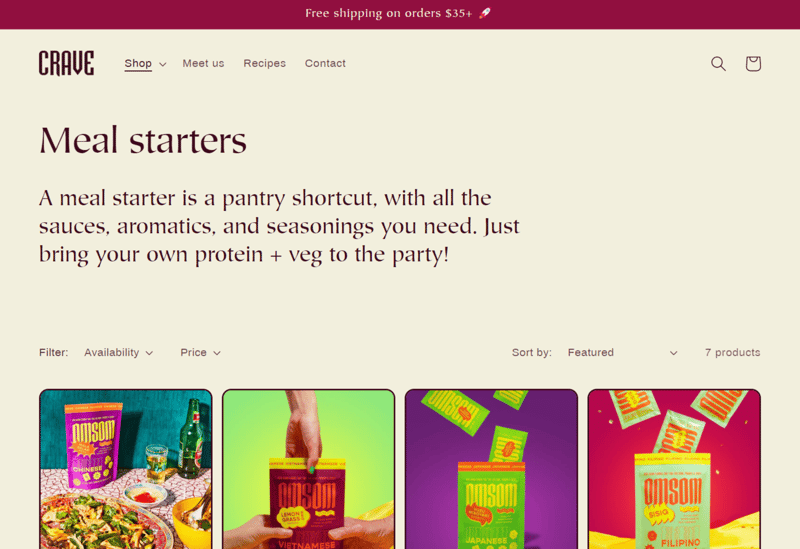 Free shipping on orders $35+ 🚀
CRAVE
Shop
Meet us
Recipes
Contact
Meal starters
A meal starter is a pantry shortcut, with all the
sauces, aromatics, and seasonings you need. Just
bring your own protein + veg to the party!
Filter:
Availability
Price
Sort by:
Featured
7 products
omsom
CHINESE
omsom
LEMONGRASS
VIETNAMESE
omsom
JAPANESE
omsom
SISIG
FILIPINO